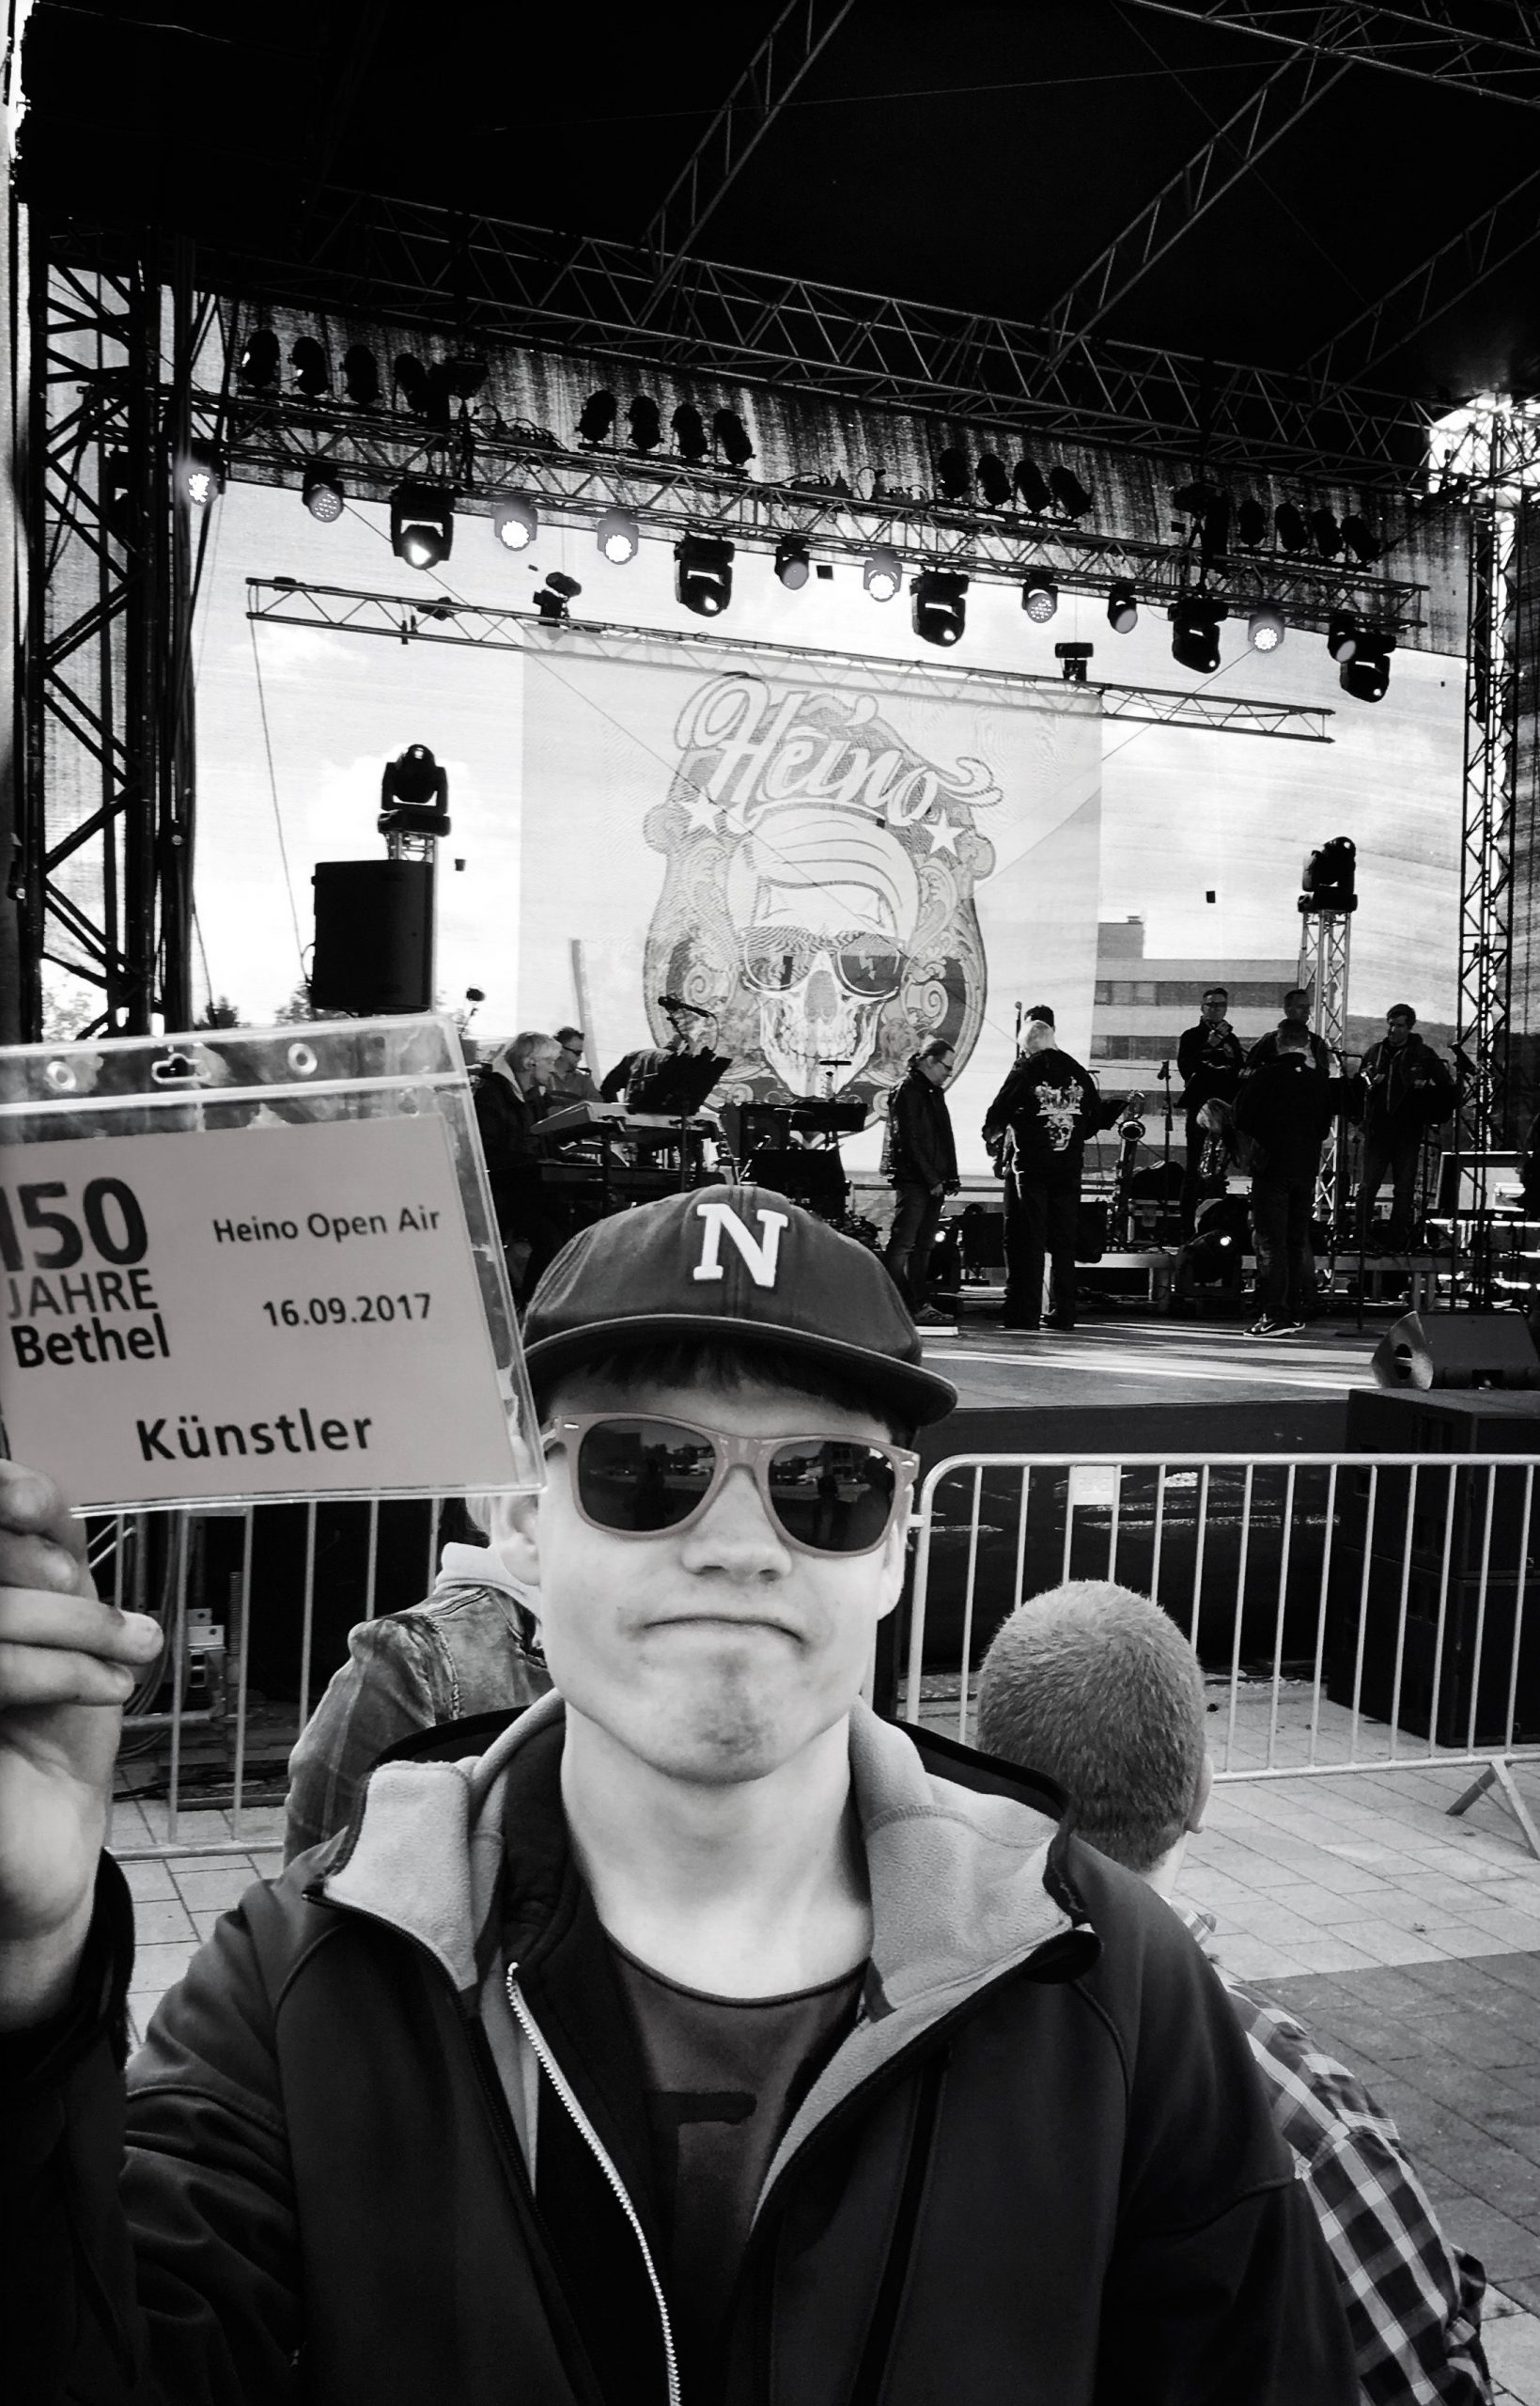 Heino
150
JAHRE
Bethel
Heino Open Air
16.09.2017
Künstler
N